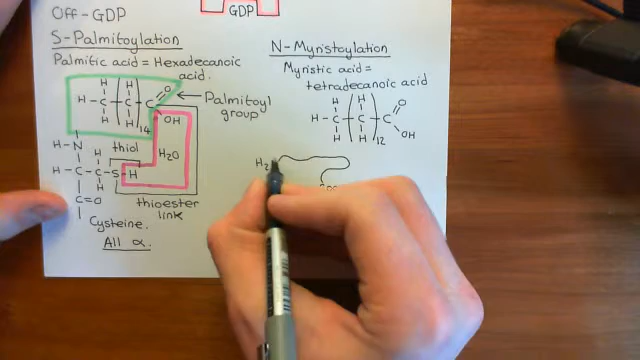 Off-GDP
GDP
S-Palmitoylation
Palmitic acid = Hexadecanoic
acid.
H H O
H-C-C-C
H H OH
14
Palmitoyl
group
thiol
H-N H
H-C-C-S-H
H
H₂O
C=O
thioester
link
Cysteine.
All α.
N-Myristoylation
Myristic acid =
tetradecanoic acid
H H O
H-C-C-C
H H OH
12
H₂